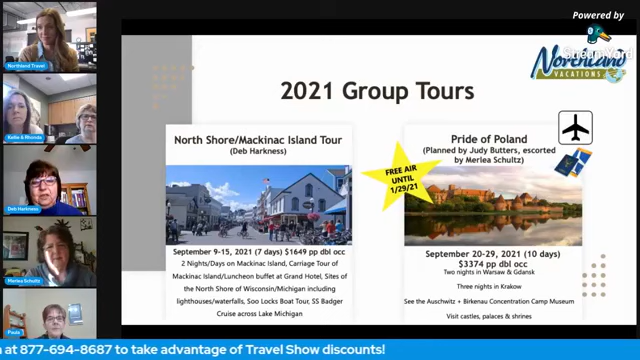 Powered by
StreamYard
Northland
VACATIONS
2021 Group Tours
North Shore/Mackinac Island Tour
(Deb Harkness)
September 9-15, 2021 (7 days) $1649 pp dbl occ
2 Nights/Days on Mackinac Island, Carriage Tour of
Mackinac Island/Luncheon buffet at Grand Hotel, Sites of
the North Shore of Wisconsin/Michigan including
lighthouses/waterfalls, Soo Locks Boat Tour, SS Badger
Cruise across Lake Michigan
FREE AIR
UNTIL
1/29/21
Pride of Poland
(Planned by Judy Butters, escorted
by Merlea Schultz)
September 20-29, 2021 (10 days)
$3374 pp dbl occ
Two nights in Warsaw & Gdansk
Three nights in Krakow
See the Auschwitz + Birkenau Concentration Camp Museum
Visit castles, palaces & shrines
Northland Travel
Katie & Rhonda
Deb Harkness
Merlea Schultz
Paula
at 877-694-8687 to take advantage of Travel Show discounts!